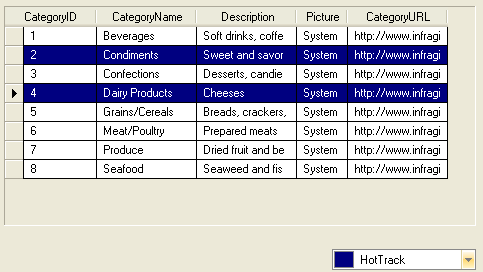 CategoryID CategoryName Description Picture CategoryURL
1 Beverages Soft drinks, coffe System http://www.infragi
2 Condiments Sweet and savor System http://www.infragi
3 Confections Desserts, candie System http://www.infragi
4 Dairy Products Cheeses System http://www.infragi
5 Grains/Cereals Breads, crackers, System http://www.infragi
6 Meat/Poultry Prepared meats System http://www.infragi
7 Produce Dried fruit and be System http://www.infragi
8 Seafood Seaweed and fis System http://www.infragi
HotTrack